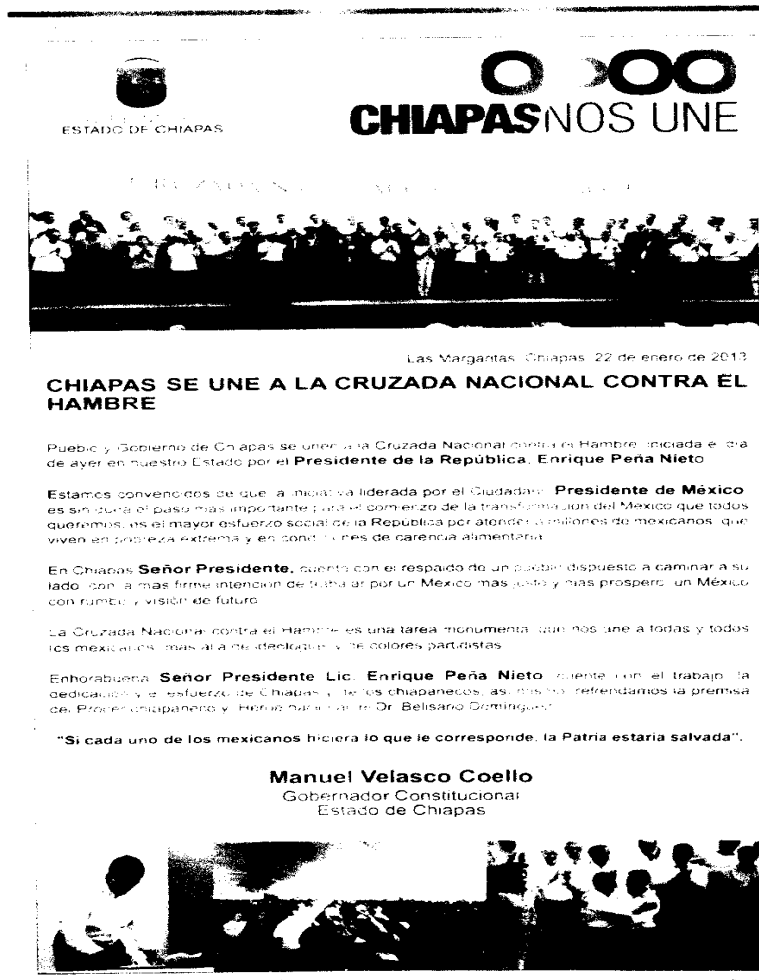 ESTADO DE CHIAPAS
CHIAPASNOS UNE
Las Margaritas, Chiapas, 22 de enero de 2013
CHIAPAS SE UNE A LA CRUZADA NACIONAL CONTRA EL
HAMBRE
Pueblo y Gobierno de Chiapas se unen a la Cruzada Nacional contra el Hambre iniciada el día
de ayer en nuestro Estado por el Presidente de la República, Enrique Peña Nieto
Estamos convencidos de que la iniciativa liderada por el Ciudadano Presidente de México
es sin duda el paso más importante para el comienzo de la transformación del México que todos
queremos, es el mayor esfuerzo social de la República por atender a millones de mexicanos que
viven en pobreza extrema y en condiciones de carencia alimentaria
En Chiapas Señor Presidente, cuenta con el respaldo de un pueblo dispuesto a caminar a su
lado con la más firme intención de trabajar por un México más justo y más prospero un México
con rumbo y visión de futuro
La Cruzada Nacional contra el Hambre es una tarea monumental que nos une a todas y todos
los mexicanos más allá de ideologías y de colores partidistas
Enhorabuena Señor Presidente Lic. Enrique Peña Nieto cuente con el trabajo, la
dedicación y el esfuerzo de Chiapas y de los chiapanecos, así mismo refrendamos la premisa
del Prócer chiapaneco y Héroe nacional Dr. Belisario Domínguez
"Si cada uno de los mexicanos hiciera lo que le corresponde, la Patria estaría salvada".
Manuel Velasco Coello
Gobernador Constitucional
Estado de Chiapas